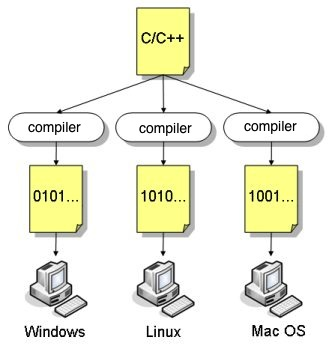 C/C++
compiler compiler compiler
0101... 1010... 1001...
Windows Linux Mac OS